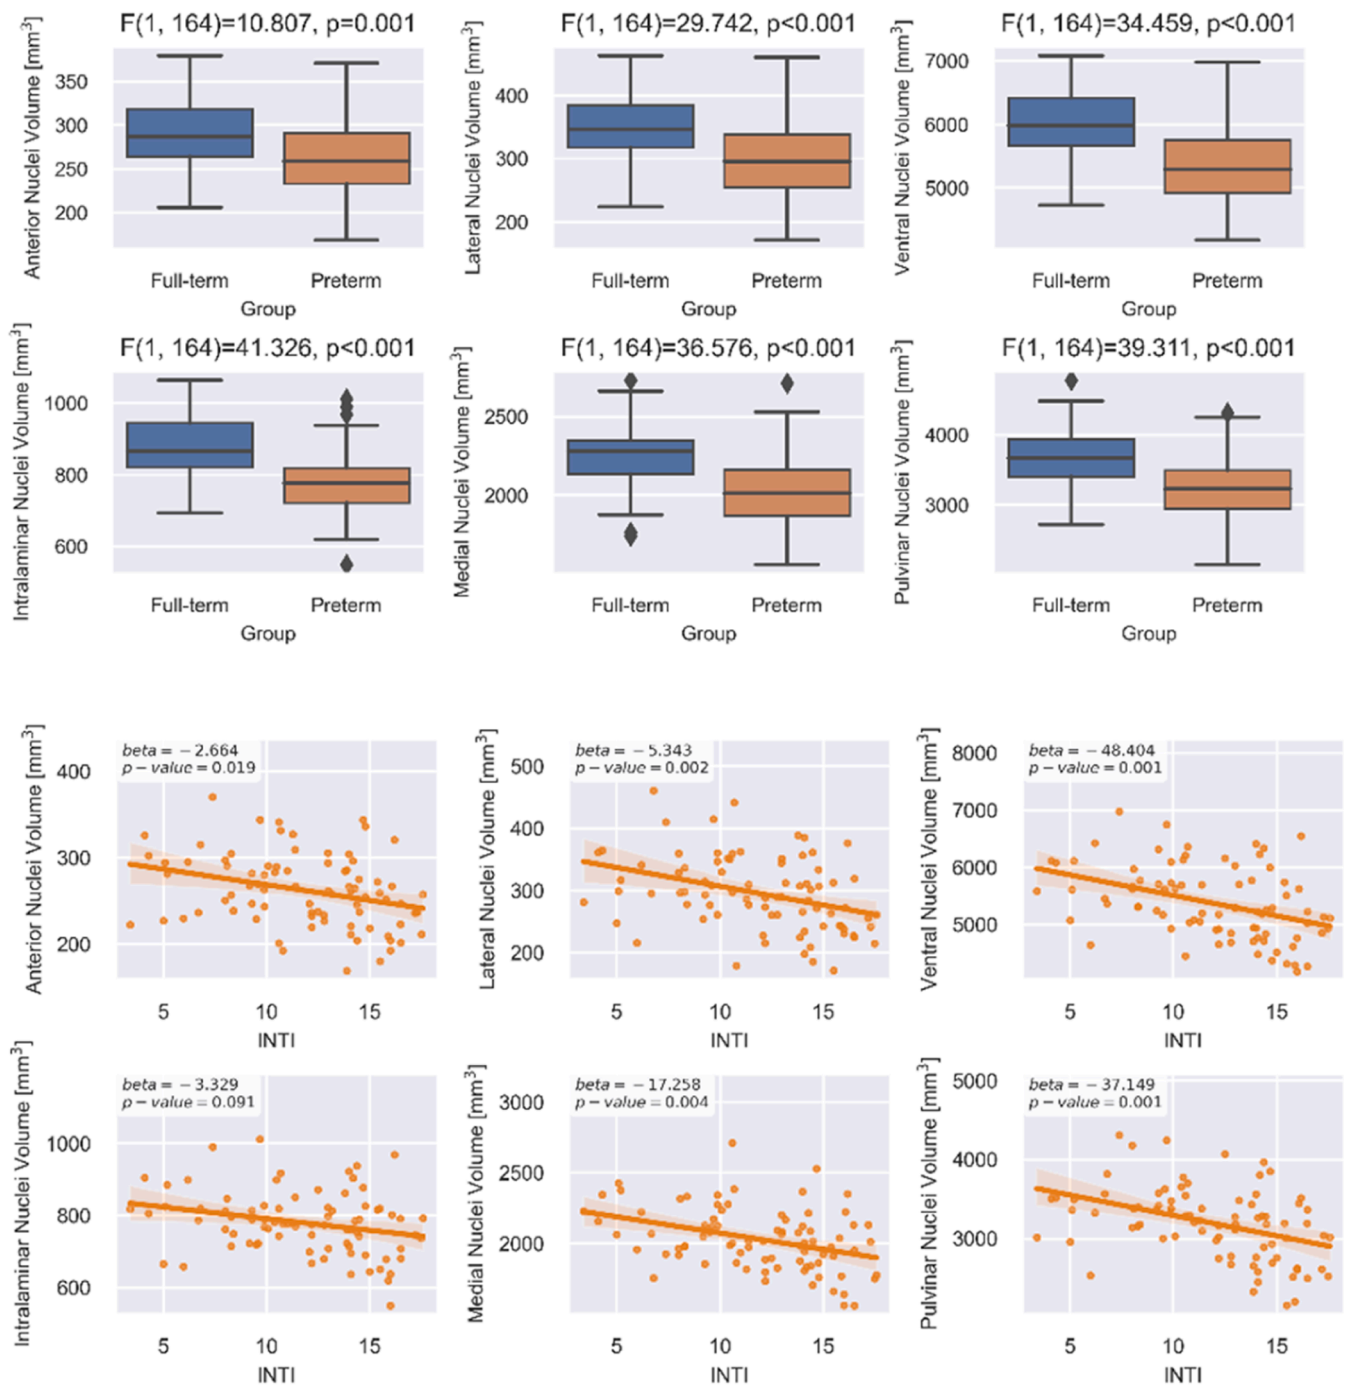 F(1, 164)=10.807, p=0.001
Anterior Nuclei Volume [mm³]
350
300
250
200
Full-term Preterm
Group
F(1, 164)=29.742, p<0.001
Lateral Nuclei Volume [mm³]
400
300
200
Full-term Preterm
Group
F(1, 164)=34.459, p<0.001
Ventral Nuclei Volume [mm³]
7000
6000
5000
Full-term Preterm
Group
F(1, 164)=41.326, p<0.001
Intralaminar Nuclei Volume [mm³]
1000
800
600
Full-term Preterm
Group
F(1, 164)=36.576, p<0.001
Medial Nuclei Volume [mm³]
2500
2000
Full-term Preterm
Group
F(1, 164)=39.311, p<0.001
Pulvinar Nuclei Volume [mm³]
4000
3000
Full-term Preterm
Group
beta = −2.664
p − value = 0.019
Anterior Nuclei Volume [mm³]
400
300
200
5 10 15
INTI
beta = −5.343
p − value = 0.002
Lateral Nuclei Volume [mm³]
500
400
300
200
5 10 15
INTI
beta = −48.404
p − value = 0.001
Ventral Nuclei Volume [mm³]
8000
7000
6000
5000
5 10 15
INTI
beta = −3.329
p − value = 0.091
Intralaminar Nuclei Volume [mm³]
1000
800
600
5 10 15
INTI
beta = −17.258
p − value = 0.004
Medial Nuclei Volume [mm³]
3000
2500
2000
5 10 15
INTI
beta = −37.149
p − value = 0.001
Pulvinar Nuclei Volume [mm³]
5000
4000
3000
5 10 15
INTI